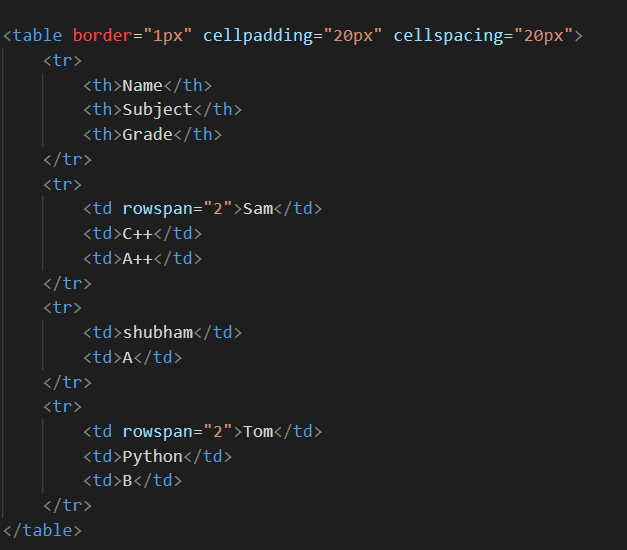 <table border="1px" cellpadding="20px" cellspacing="20px">
    <tr>
        <th>Name</th>
        <th>Subject</th>
        <th>Grade</th>
    </tr>
    <tr>
        <td rowspan="2">Sam</td>
        <td>C++</td>
        <td>A++</td>
    </tr>
    <tr>
        <td>shubham</td>
        <td>A</td>
    </tr>
    <tr>
        <td rowspan="2">Tom</td>
        <td>Python</td>
        <td>B</td>
    </tr>
</table>